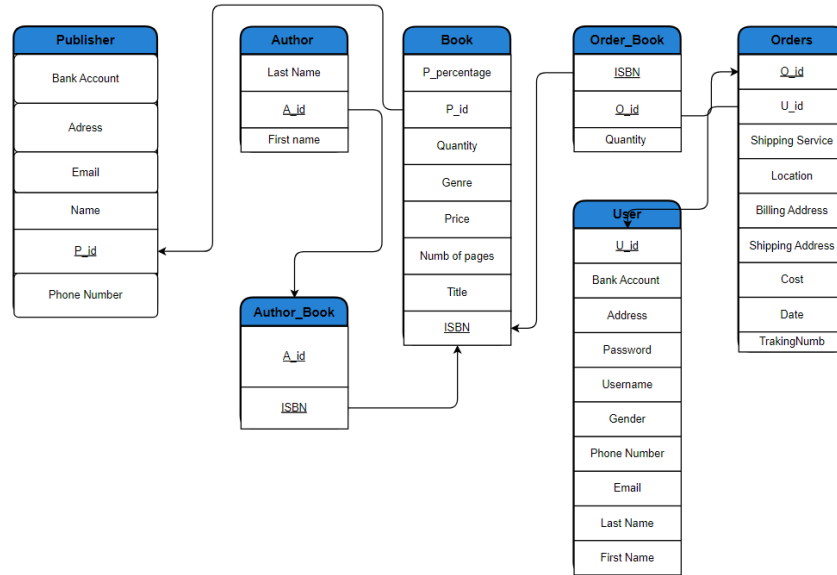 Publisher
Bank Account
Adress
Email
Name
P_id
Phone Number
Author
Last Name
A_id
First name
Author_Book
A_id
ISBN
Book
P_percentage
P_id
Quantity
Genre
Price
Numb of pages
Title
ISBN
Order_Book
ISBN
O_id
Quantity
User
U_id
Bank Account
Address
Password
Username
Gender
Phone Number
Email
Last Name
First Name
Orders
O_id
U_id
Shipping Service
Location
Billing Address
Shipping Address
Cost
Date
TrakingNumb